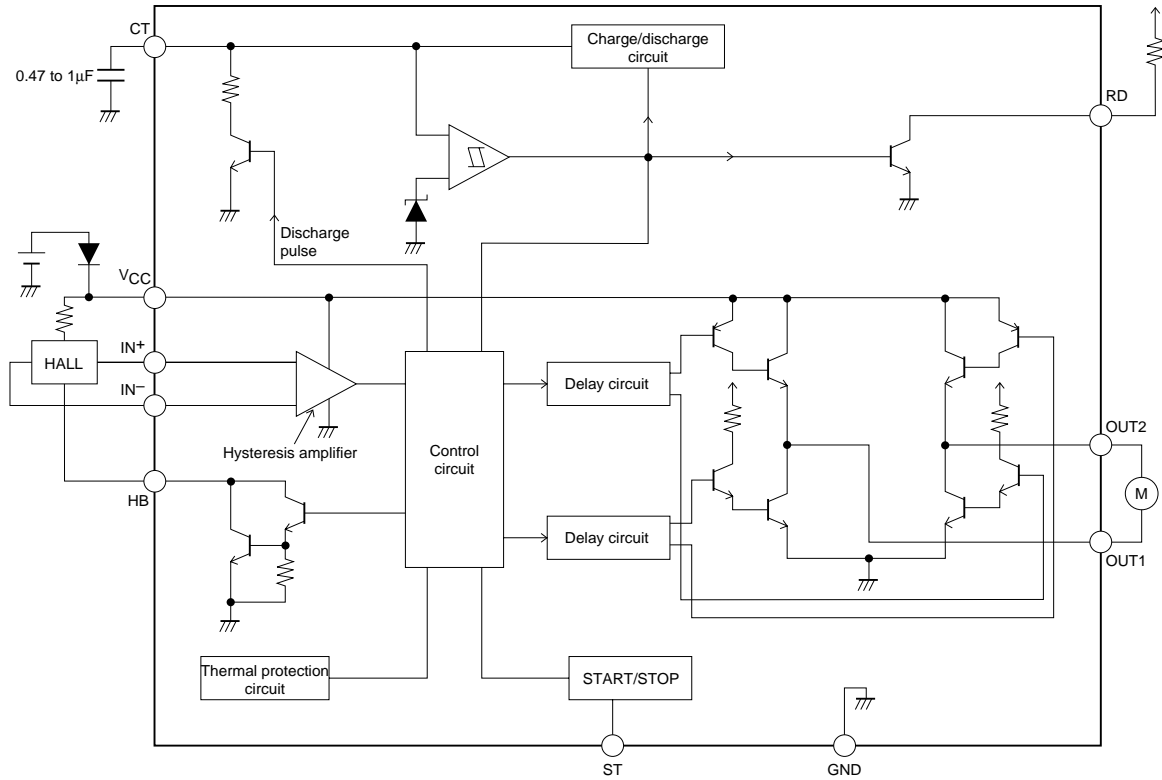 CT
Charge/discharge
circuit
0.47 to 1µF
RD
Discharge
pulse
VCC
IN+
HALL
IN–
Delay circuit
Hysteresis amplifier
Control
circuit
OUT2
HB
M
Delay circuit
OUT1
Thermal protection
circuit
START/STOP
ST
GND